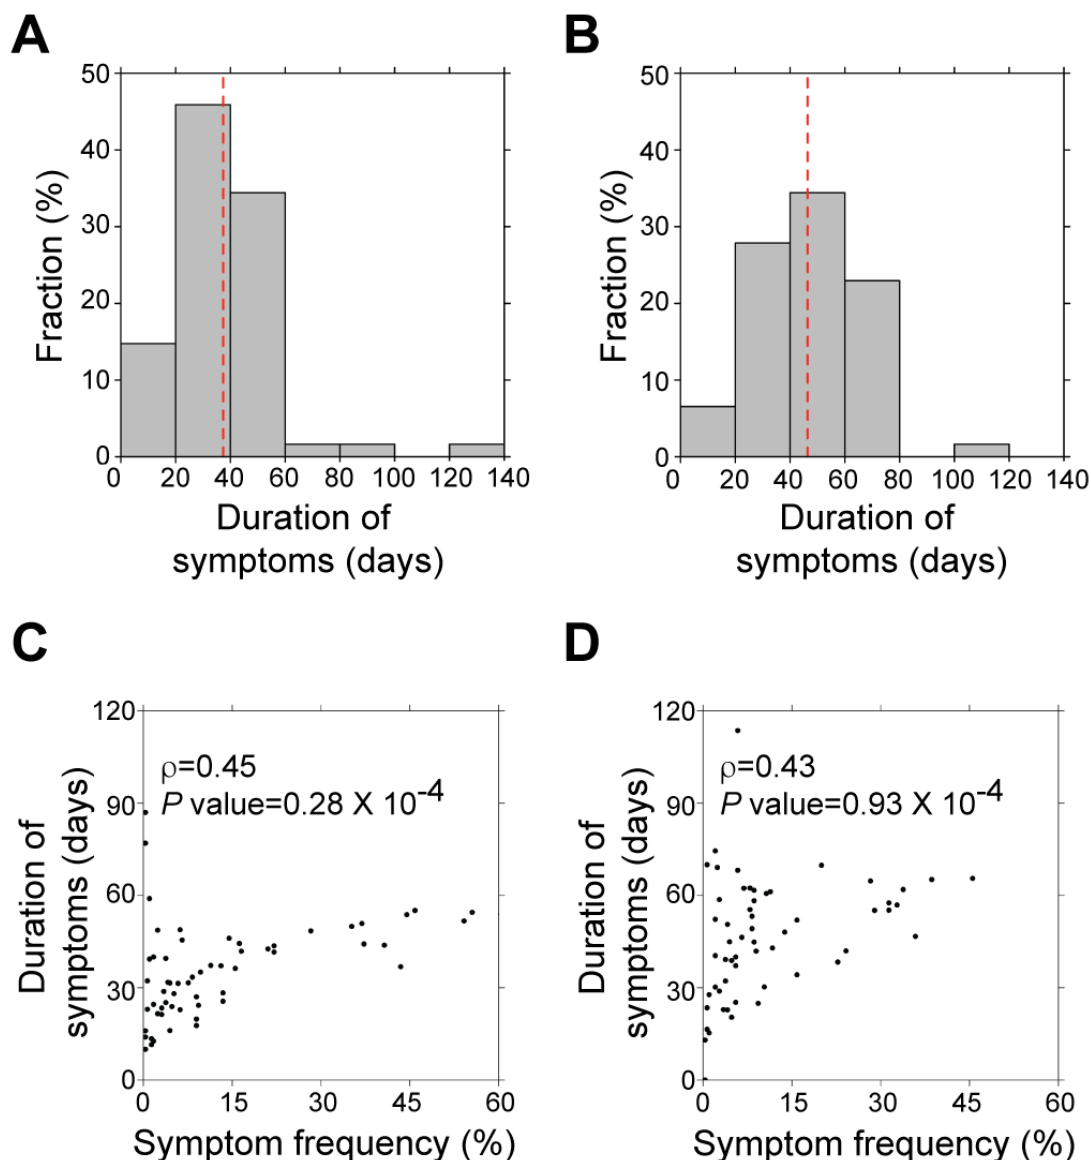 A
B
50
40
30
20
10
0
Fraction (%)
0 20 40 60 80 100 120 140
Duration of
symptoms (days)
50
40
30
20
10
0
Fraction (%)
0 20 40 60 80 100 120 140
Duration of
symptoms (days)
C
D
120
90
60
30
0
Duration of
symptoms (days)
ρ=0.45
P value=0.28 X 10-4
0 15 30 45 60
Symptom frequency (%)
120
90
60
30
0
Duration of
symptoms (days)
ρ=0.43
P value=0.93 X 10-4
0 15 30 45 60
Symptom frequency (%)